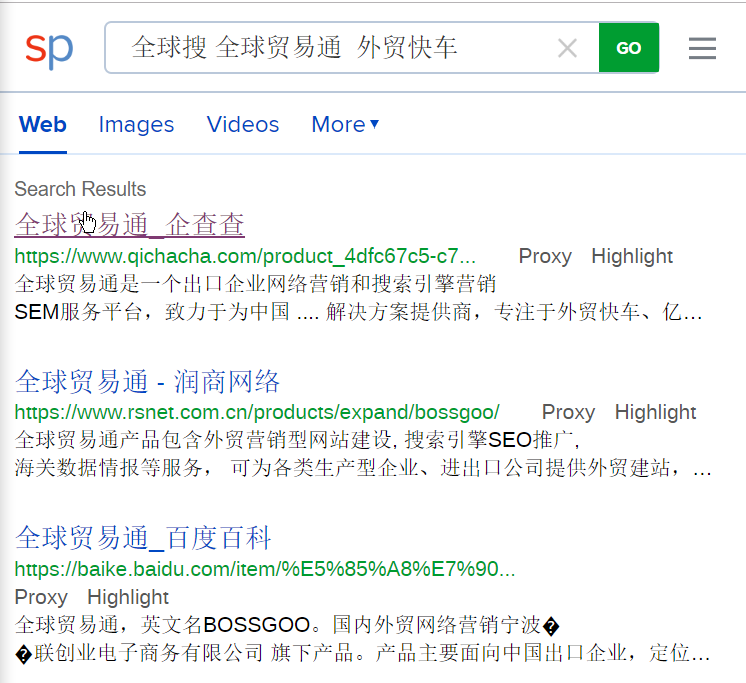 sp
全球搜 全球贸易通 外贸快车
GO
Web Images Videos More
Search Results
全球贸易通_企查查
https://www.qichacha.com/product_4dfc67c5-c7... Proxy Highlight
全球贸易通是一个出口企业网络营销和搜索引擎营销
SEM服务平台，致力于为中国 .... 解决方案提供商，专注于外贸快车、亿...
全球贸易通 - 润商网络
https://www.rsnet.com.cn/products/expand/bossgoo/ Proxy Highlight
全球贸易通产品包含外贸营销型网站建设, 搜索引擎SEO推广,
海关数据情报等服务， 可为各类生产型企业、进出口公司提供外贸建站，...
全球贸易通_百度百科
https://baike.baidu.com/item/%E5%85%A8%E7%90...
Proxy Highlight
全球贸易通，英文名BOSSGOO。国内外贸网络营销宁波�
�联创业电子商务有限公司 旗下产品。产品主要面向中国出口企业，定位...